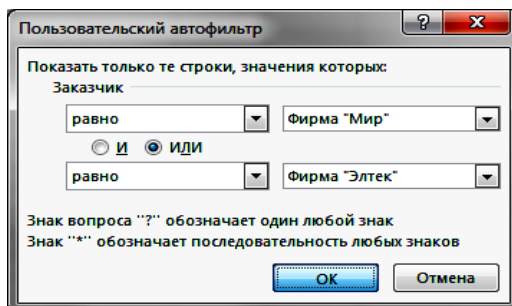 Пользовательский автофильтр
Показать только те строки, значения которых:
Заказчик
равно Фирма "Мир"
И ИЛИ
равно Фирма "Элтек"
Знак вопроса "?" обозначает один любой знак
Знак "*" обозначает последовательность любых знаков
ОК Отмена